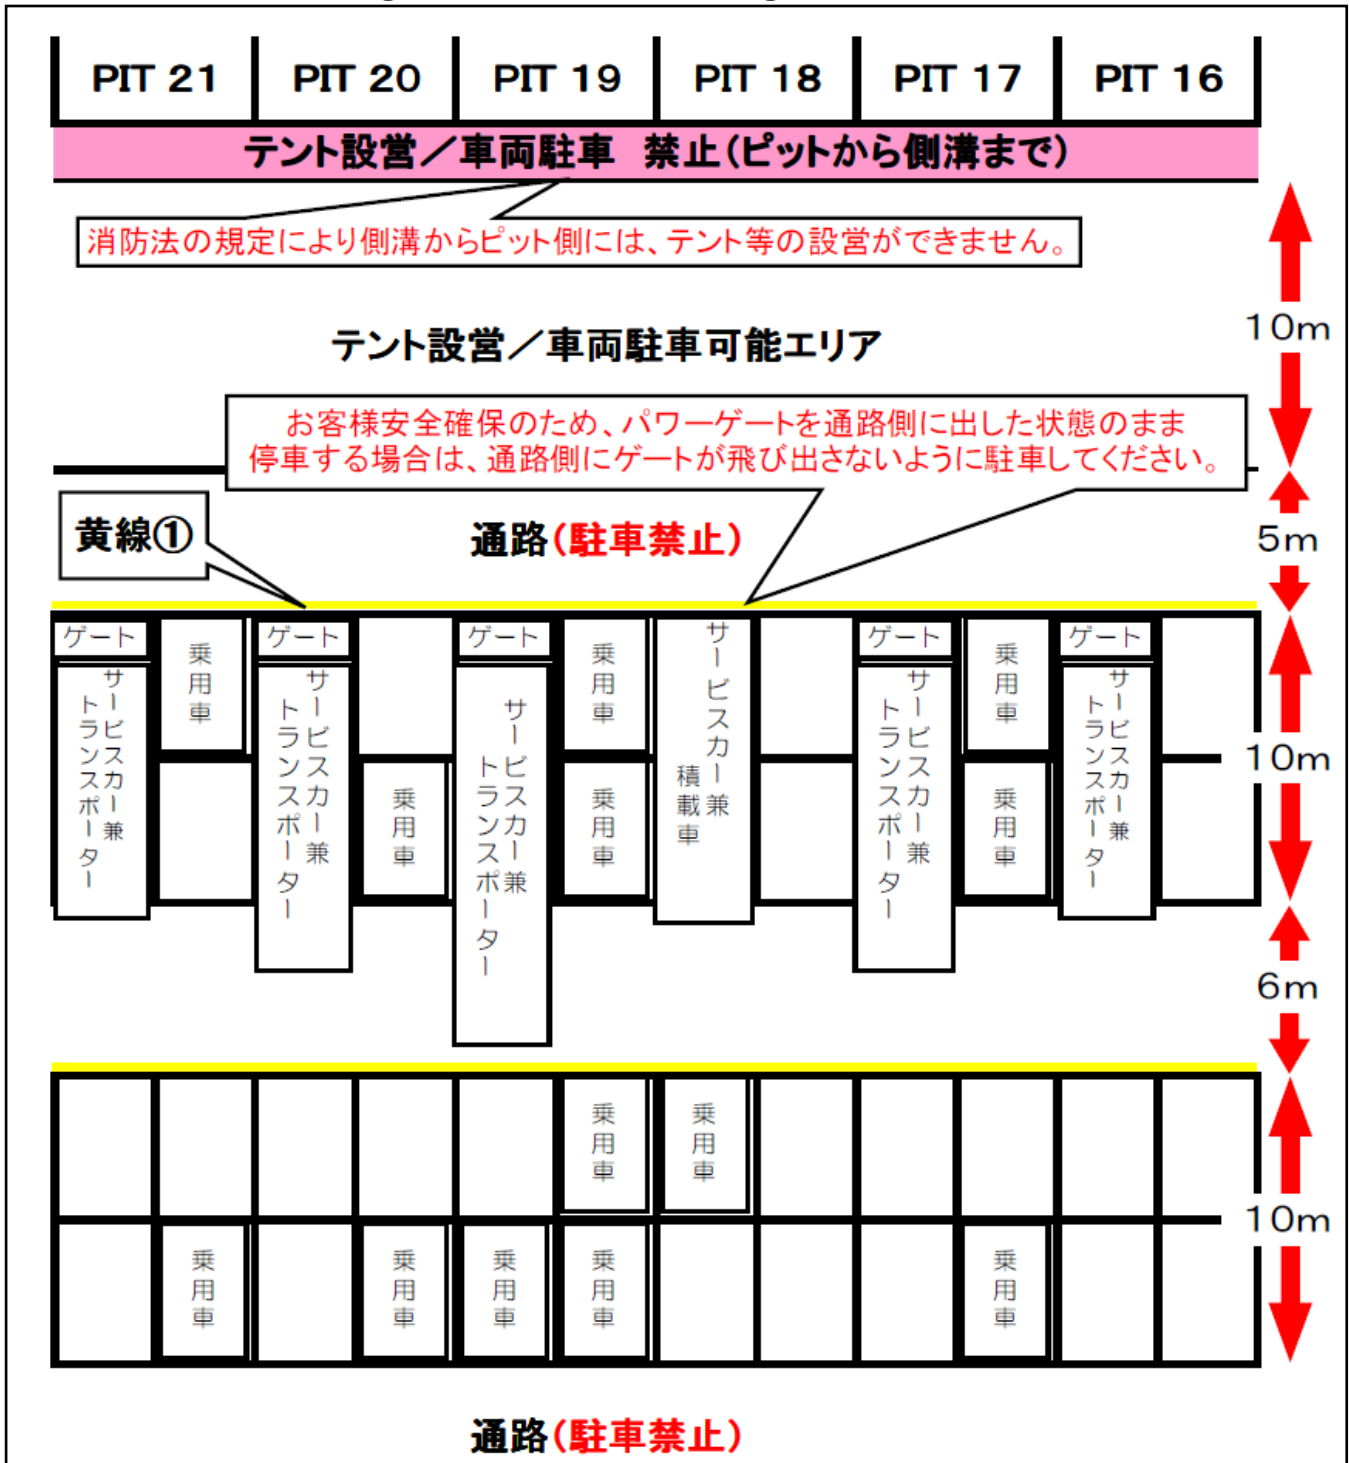 PIT 21
PIT 20
PIT 19
PIT 18
PIT 17
PIT 16
テント設営／車両駐車　禁止(ピットから側溝まで)
消防法の規定により側溝からピット側には、テント等の設営ができません。
10m
テント設営／車両駐車可能エリア
お客様安全確保のため、パワーゲートを通路側に出した状態のまま
停車する場合は、通路側にゲートが飛び出さないように駐車してください。
黄線①
通路(駐車禁止)
5m
ゲート
乗用車
ゲート
ゲート
乗用車
サービスカー兼
積載車
ゲート
乗用車
ゲート
サービスカー兼
トランスポーター
サービスカー兼
トランスポーター
サービスカー兼
トランスポーター
サービスカー兼
トランスポーター
サービスカー兼
トランスポーター
10m
乗用車
乗用車
乗用車
6m
乗用車
乗用車
10m
乗用車
乗用車
乗用車
乗用車
乗用車
通路(駐車禁止)